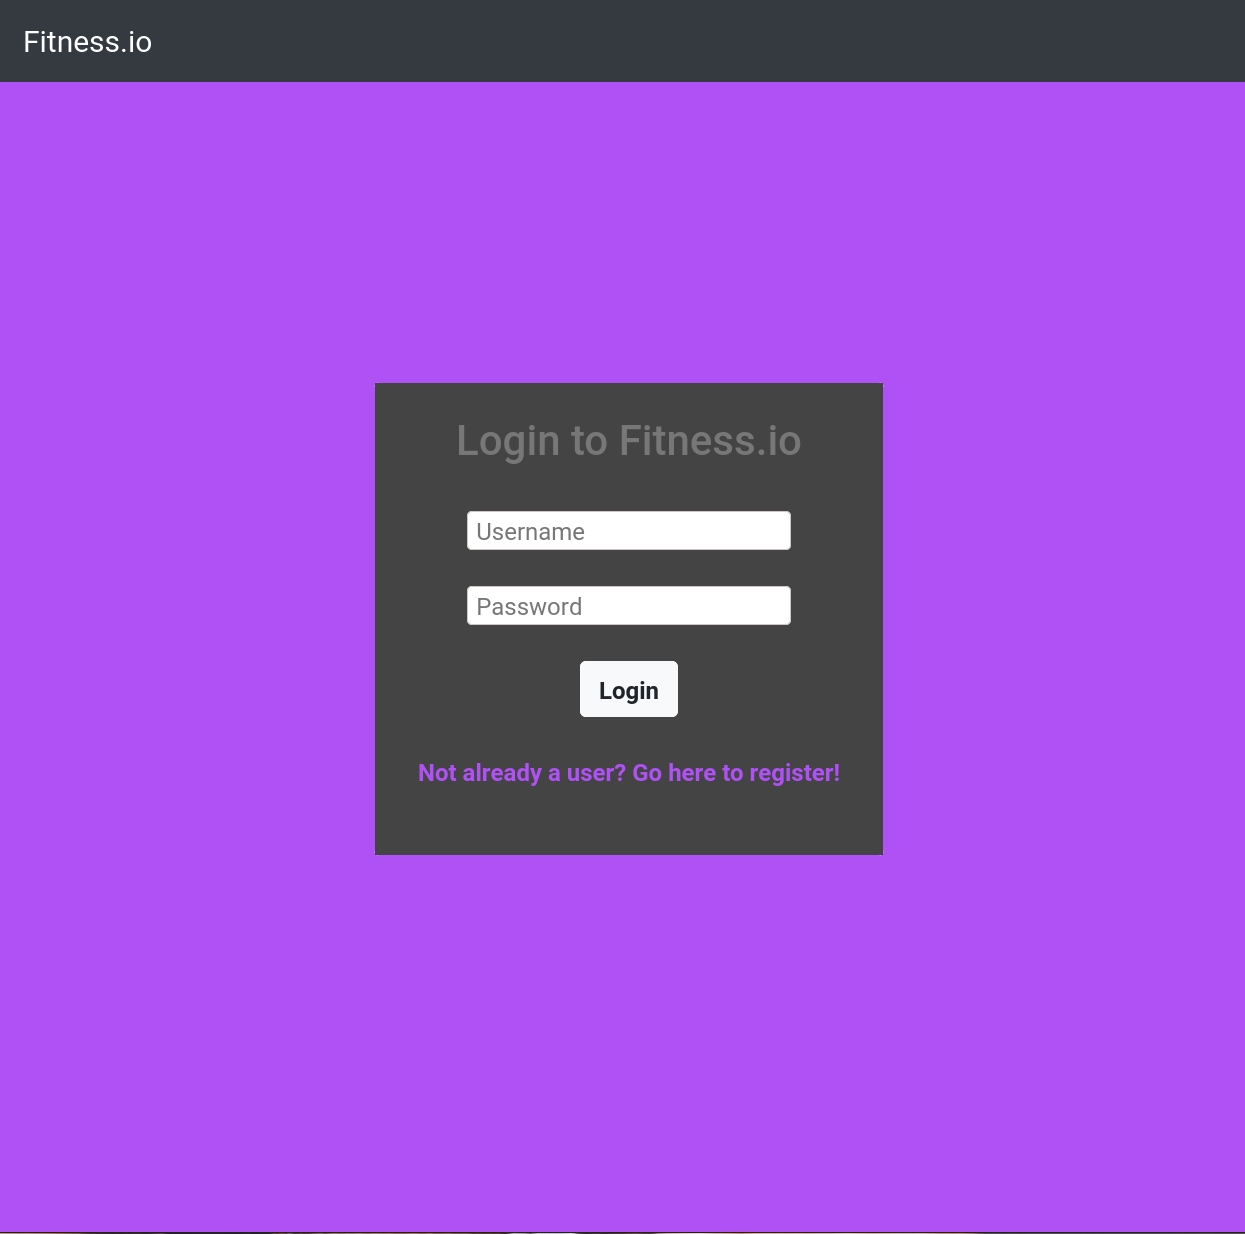 Fitness.io
Login to Fitness.io
Username
Password
Login
Not already a user? Go here to register!